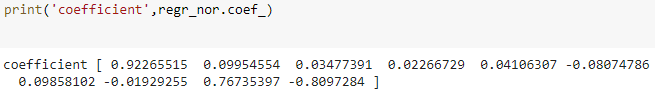 print('coefficient',regr_nor.coef_)
coefficient [ 0.92265515 0.09954554 0.03477391 0.02266729 0.04106307 -0.08074786
0.09858102 -0.01929255 0.76735397 -0.8097284 ]